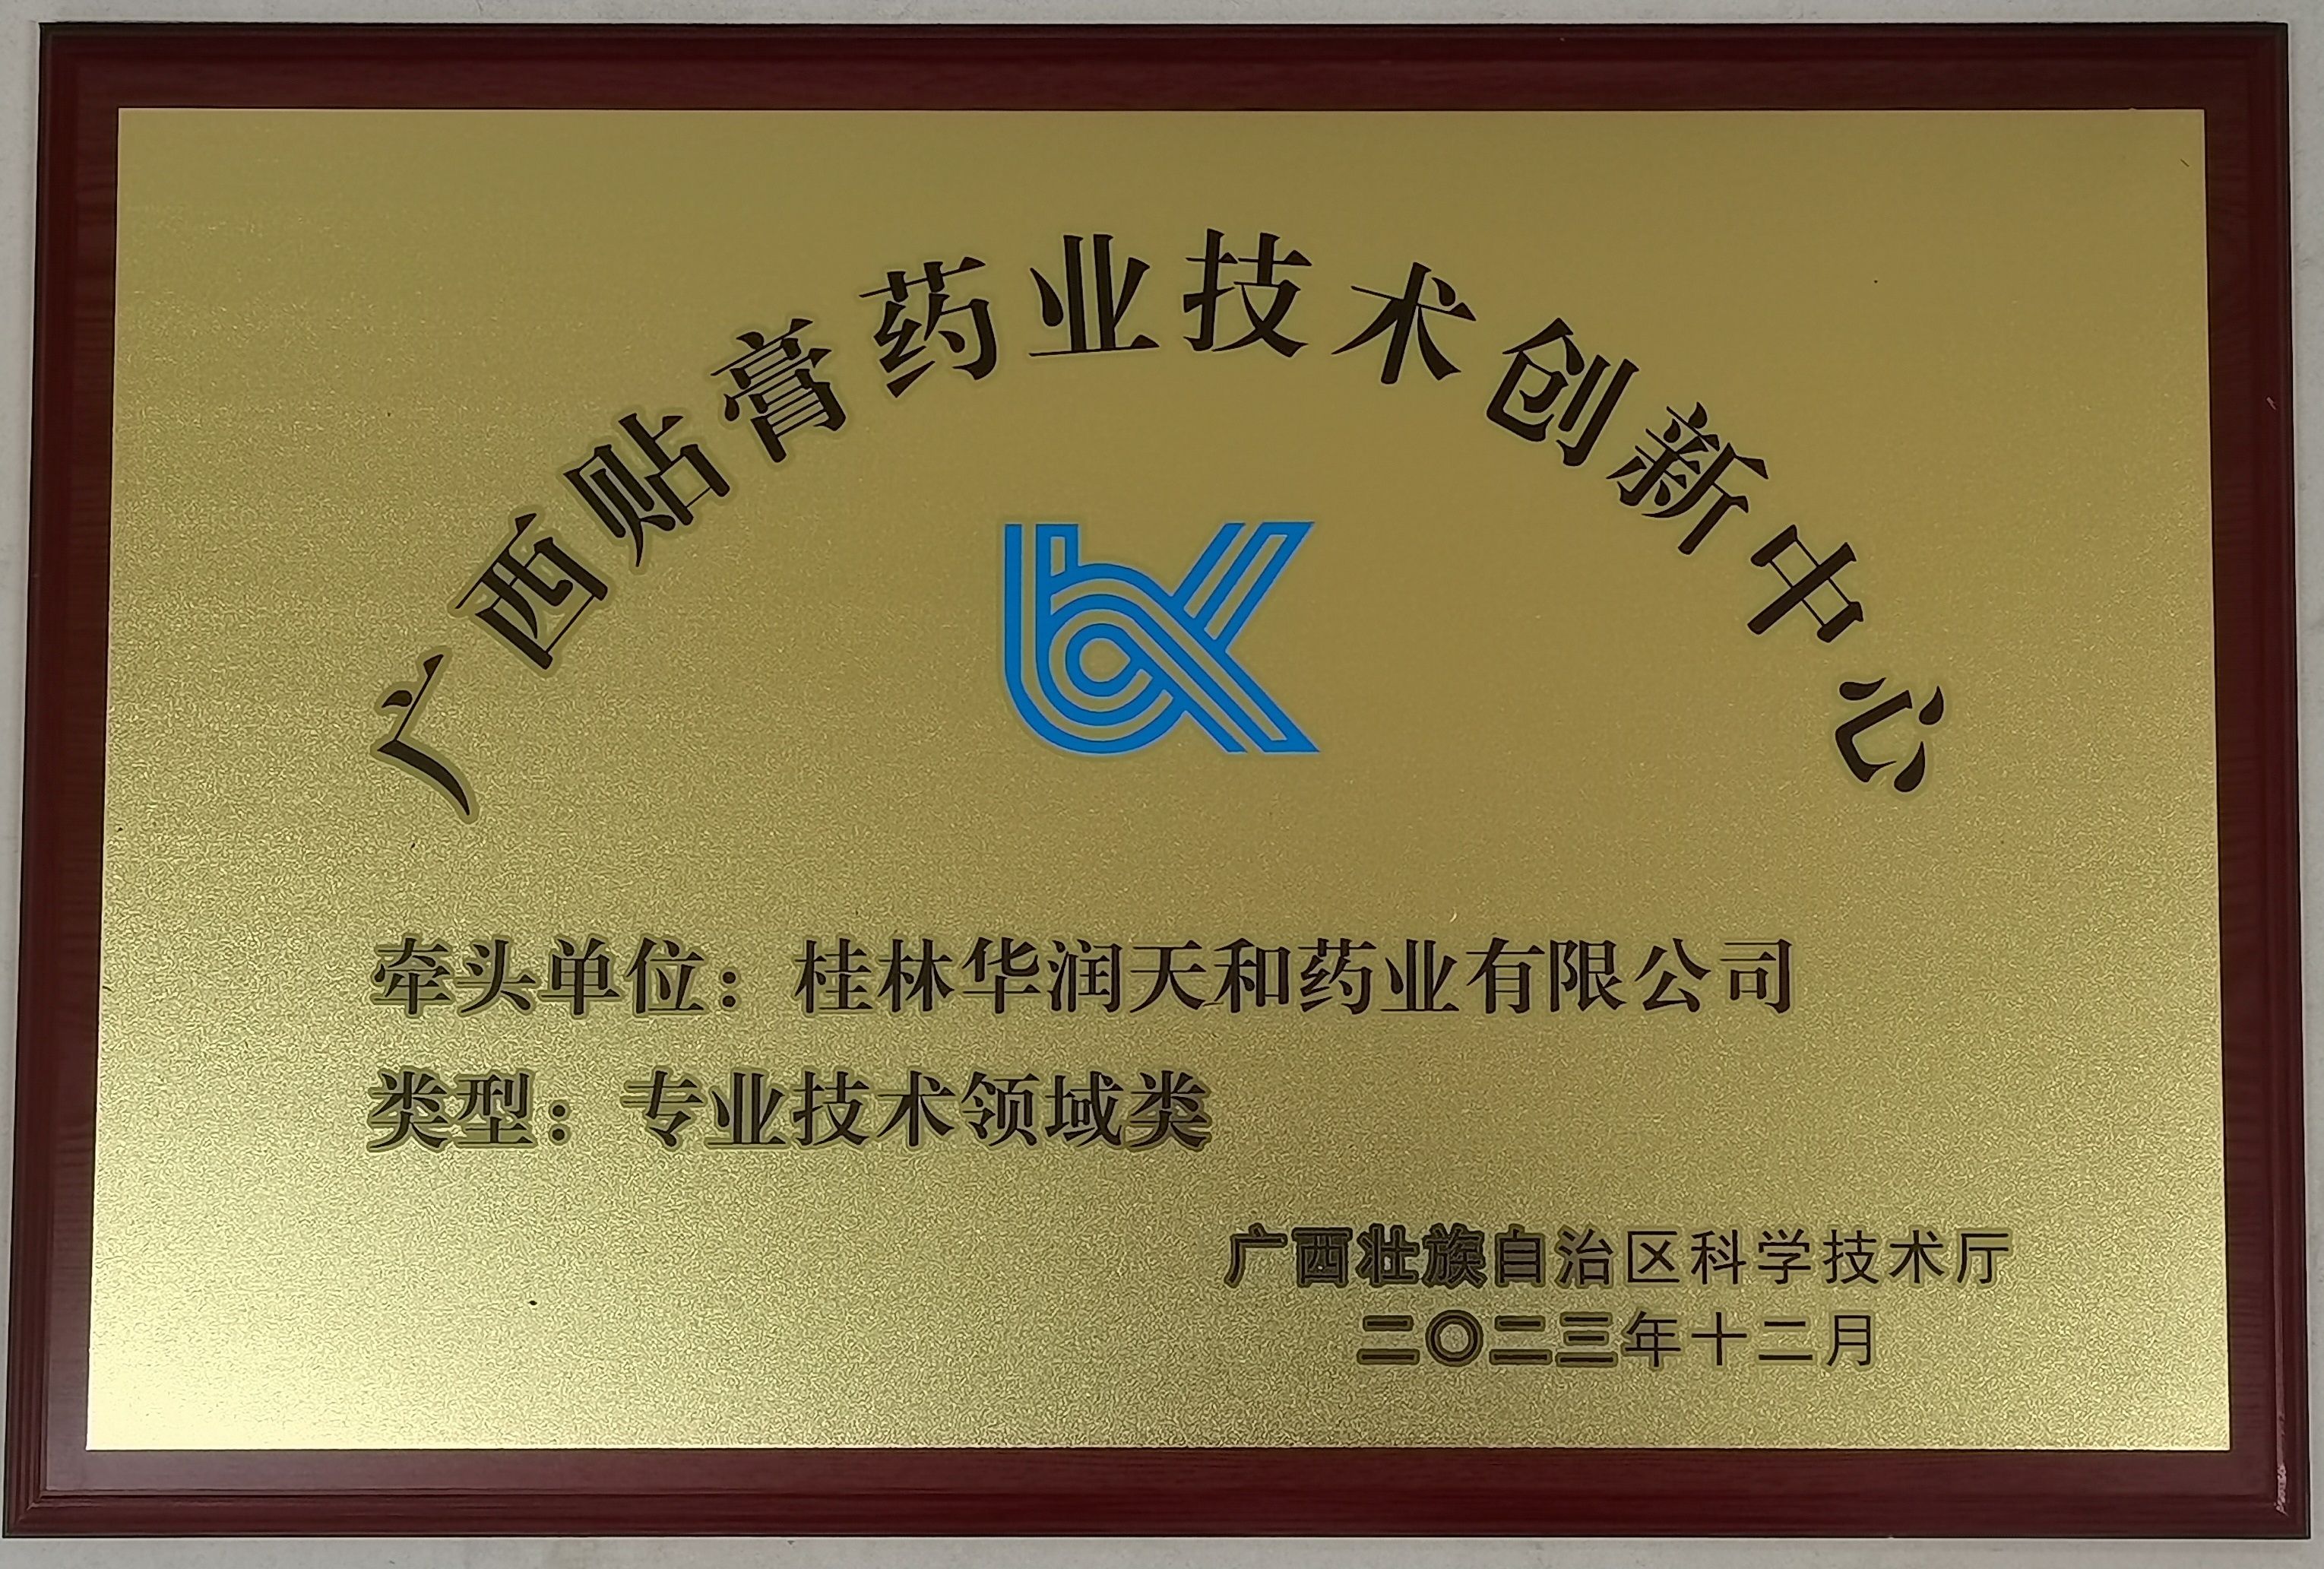 广西贴膏药业技术创新中心
牵头单位：桂林华润天和药业有限公司
类型：专业技术领域类
广西壮族自治区科学技术厅
二〇二三年十二月